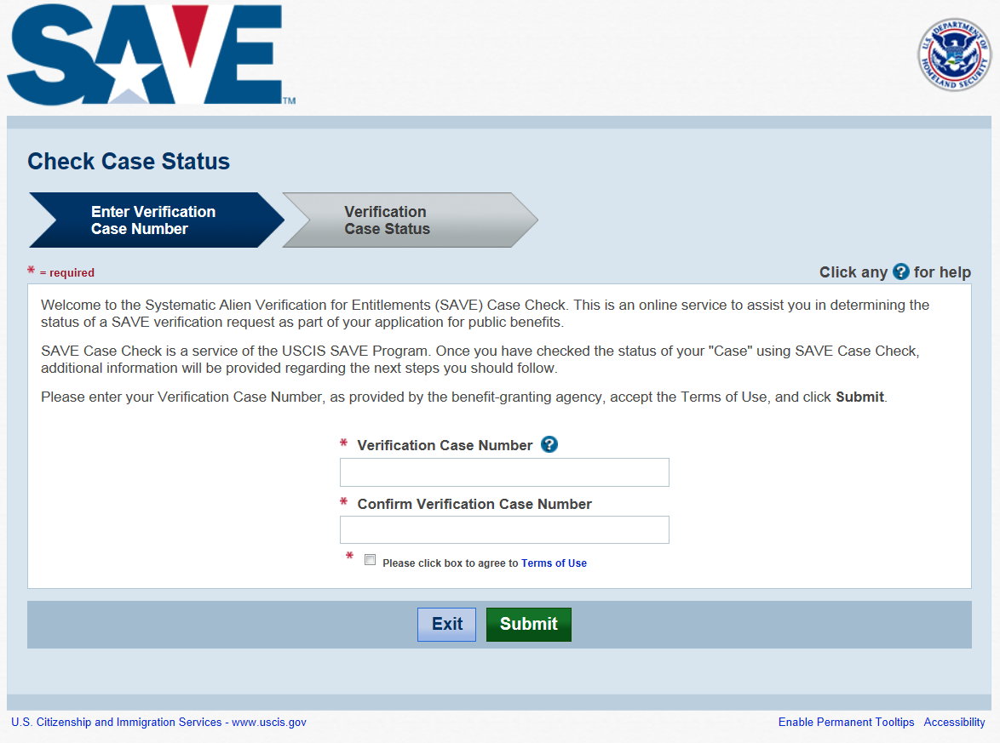 SAVE TM
U.S. DEPARTMENT OF HOMELAND SECURITY
Check Case Status
Enter Verification
Case Number
Verification
Case Status
* = required
Click any ? for help
Welcome to the Systematic Alien Verification for Entitlements (SAVE) Case Check. This is an online service to assist you in determining the
status of a SAVE verification request as part of your application for public benefits.
SAVE Case Check is a service of the USCIS SAVE Program. Once you have checked the status of your "Case" using SAVE Case Check,
additional information will be provided regarding the next steps you should follow.
Please enter your Verification Case Number, as provided by the benefit-granting agency, accept the Terms of Use, and click Submit.
* Verification Case Number ?
* Confirm Verification Case Number
* Please click box to agree to Terms of Use
Exit Submit
U.S. Citizenship and Immigration Services - www.uscis.gov
Enable Permanent Tooltips Accessibility